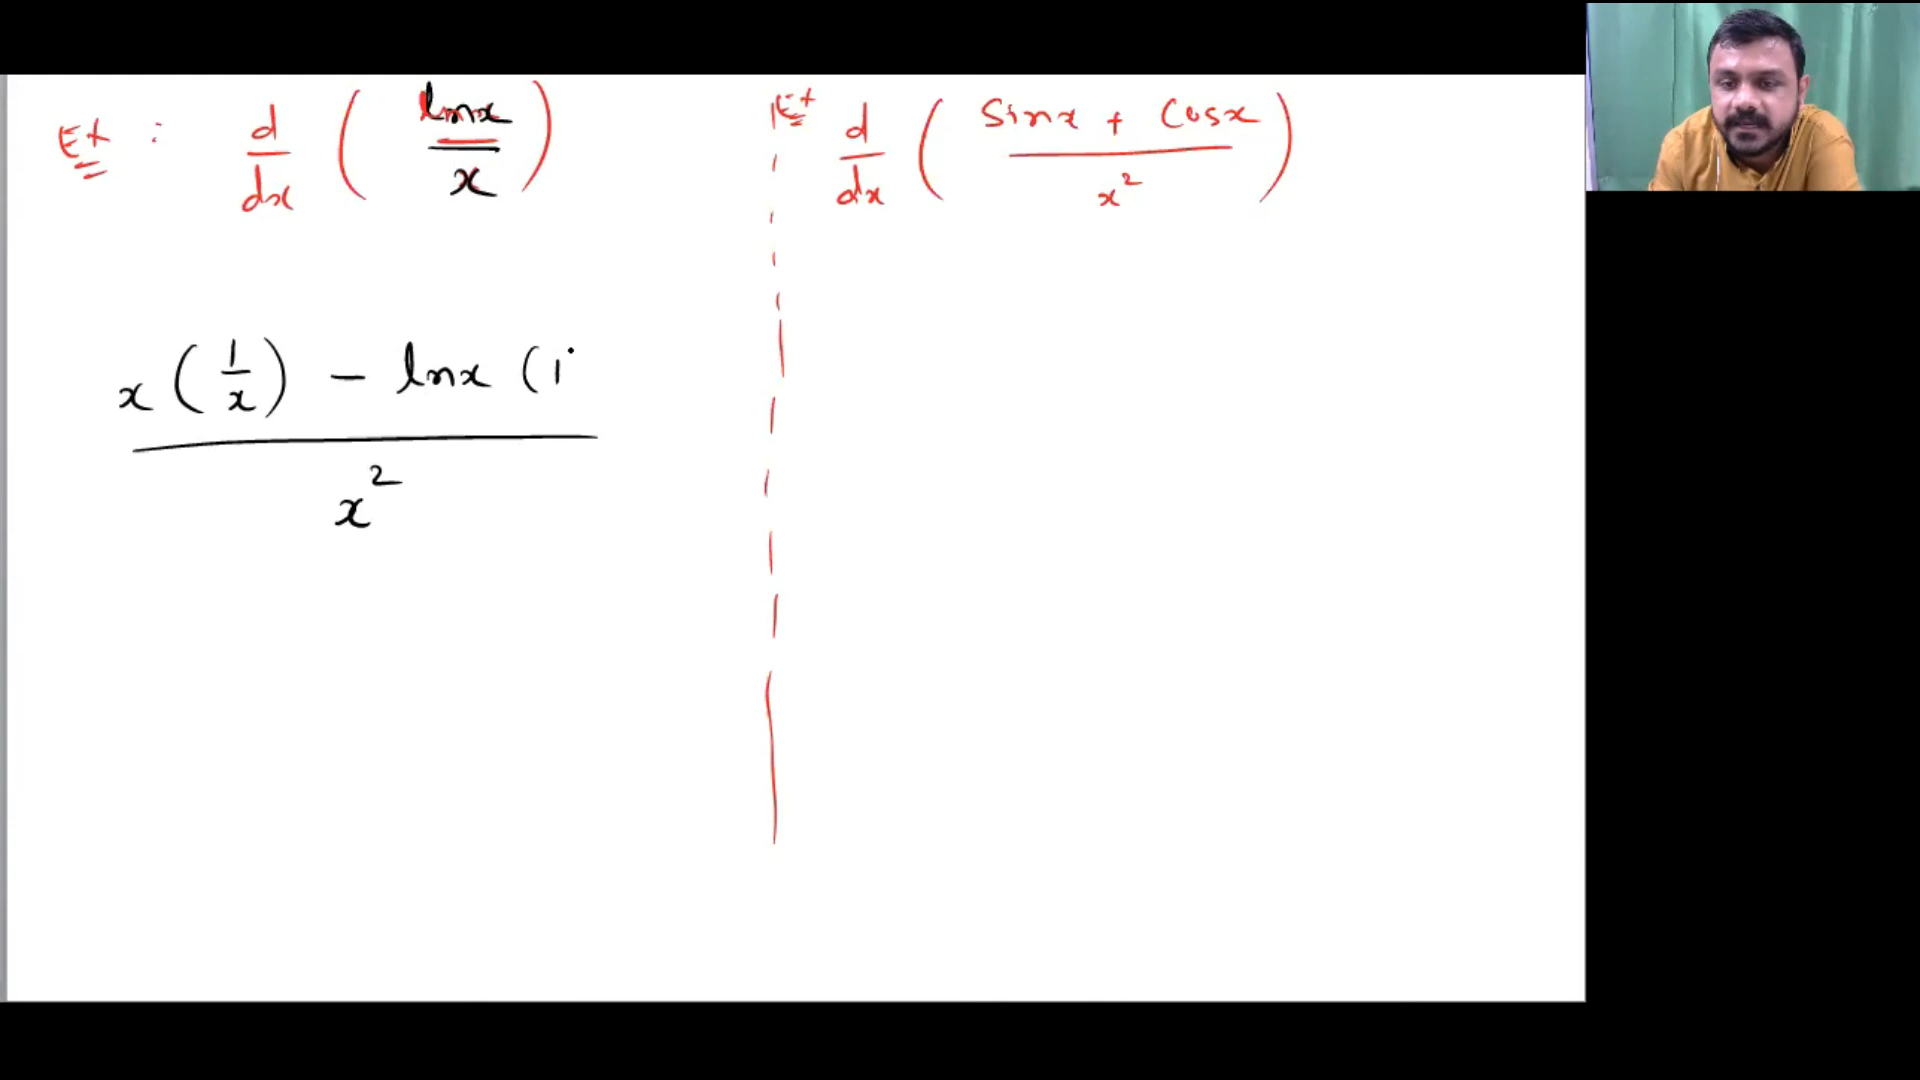 Ex : d/dx ( lnx / x )
x ( 1/x ) - lnx (1
x²
Ex d/dx ( Sinx + Cosx / x² )